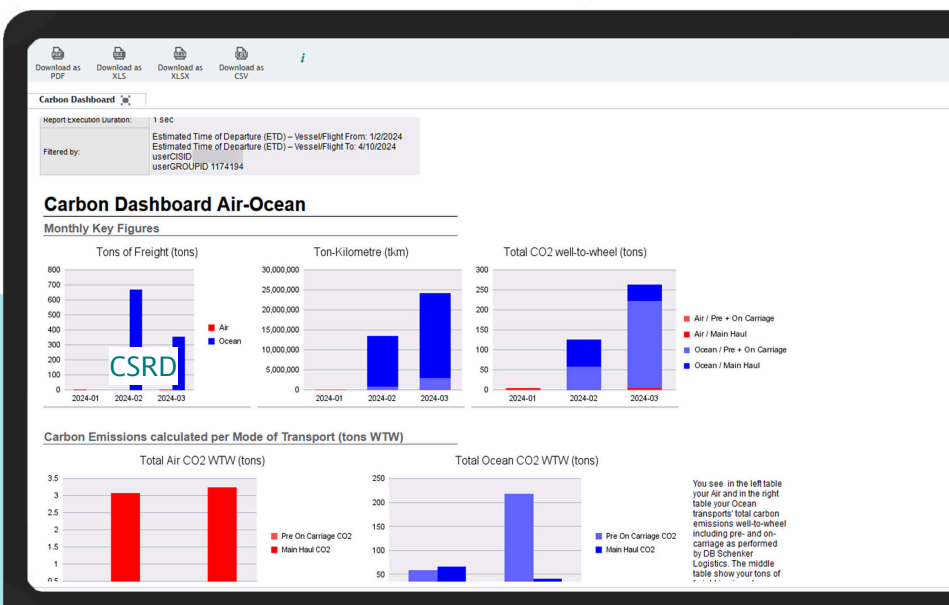 Download as PDF
Download as XLS
Download as XLSX
Download as CSV
i
Carbon Dashboard
Report Execution Duration: 1 sec
Filtered by:
Estimated Time of Departure (ETD) – Vessel/Flight From: 1/2/2024
Estimated Time of Departure (ETD) – Vessel/Flight To: 4/10/2024
userCISID
userGROUPID 1174194
Carbon Dashboard Air-Ocean
Monthly Key Figures
Tons of Freight (tons)
800
700
600
500
400
300
200
100
0
2024-01 2024-02 2024-03
Air
Ocean
CSRD
Ton-Kilometre (tkm)
30,000,000
25,000,000
20,000,000
15,000,000
10,000,000
5,000,000
0
2024-01 2024-02 2024-03
Total CO2 well-to-wheel (tons)
300
250
200
150
100
50
0
2024-01 2024-02 2024-03
Air / Pre + On Carriage
Air / Main Haul
Ocean / Pre + On Carriage
Ocean / Main Haul
Carbon Emissions calculated per Mode of Transport (tons WTW)
Total Air CO2 WTW (tons)
3.5
3
2.5
2
1.5
1
0.5
Pre On Carriage CO2
Main Haul CO2
Total Ocean CO2 WTW (tons)
250
200
150
100
50
Pre On Carriage CO2
Main Haul CO2
You see in the left table
your Air and in the right
table your Ocean
transports' total carbon
emissions well-to-wheel
including pre- and on-
carriage as performed
by DB Schenker
Logistics. The middle
table show your tons of